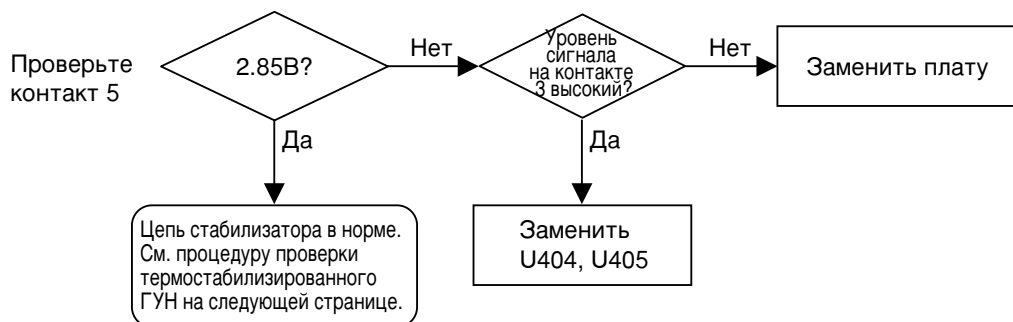 Проверьте
контакт 5
2.85В?
Нет
Уровень
сигнала
на контакте
3 высокий?
Нет
Заменить плату
Да
Да
Цепь стабилизатора в норме.
См. процедуру проверки
термостабилизированного
ГУН на следующей странице.
Заменить
U404, U405